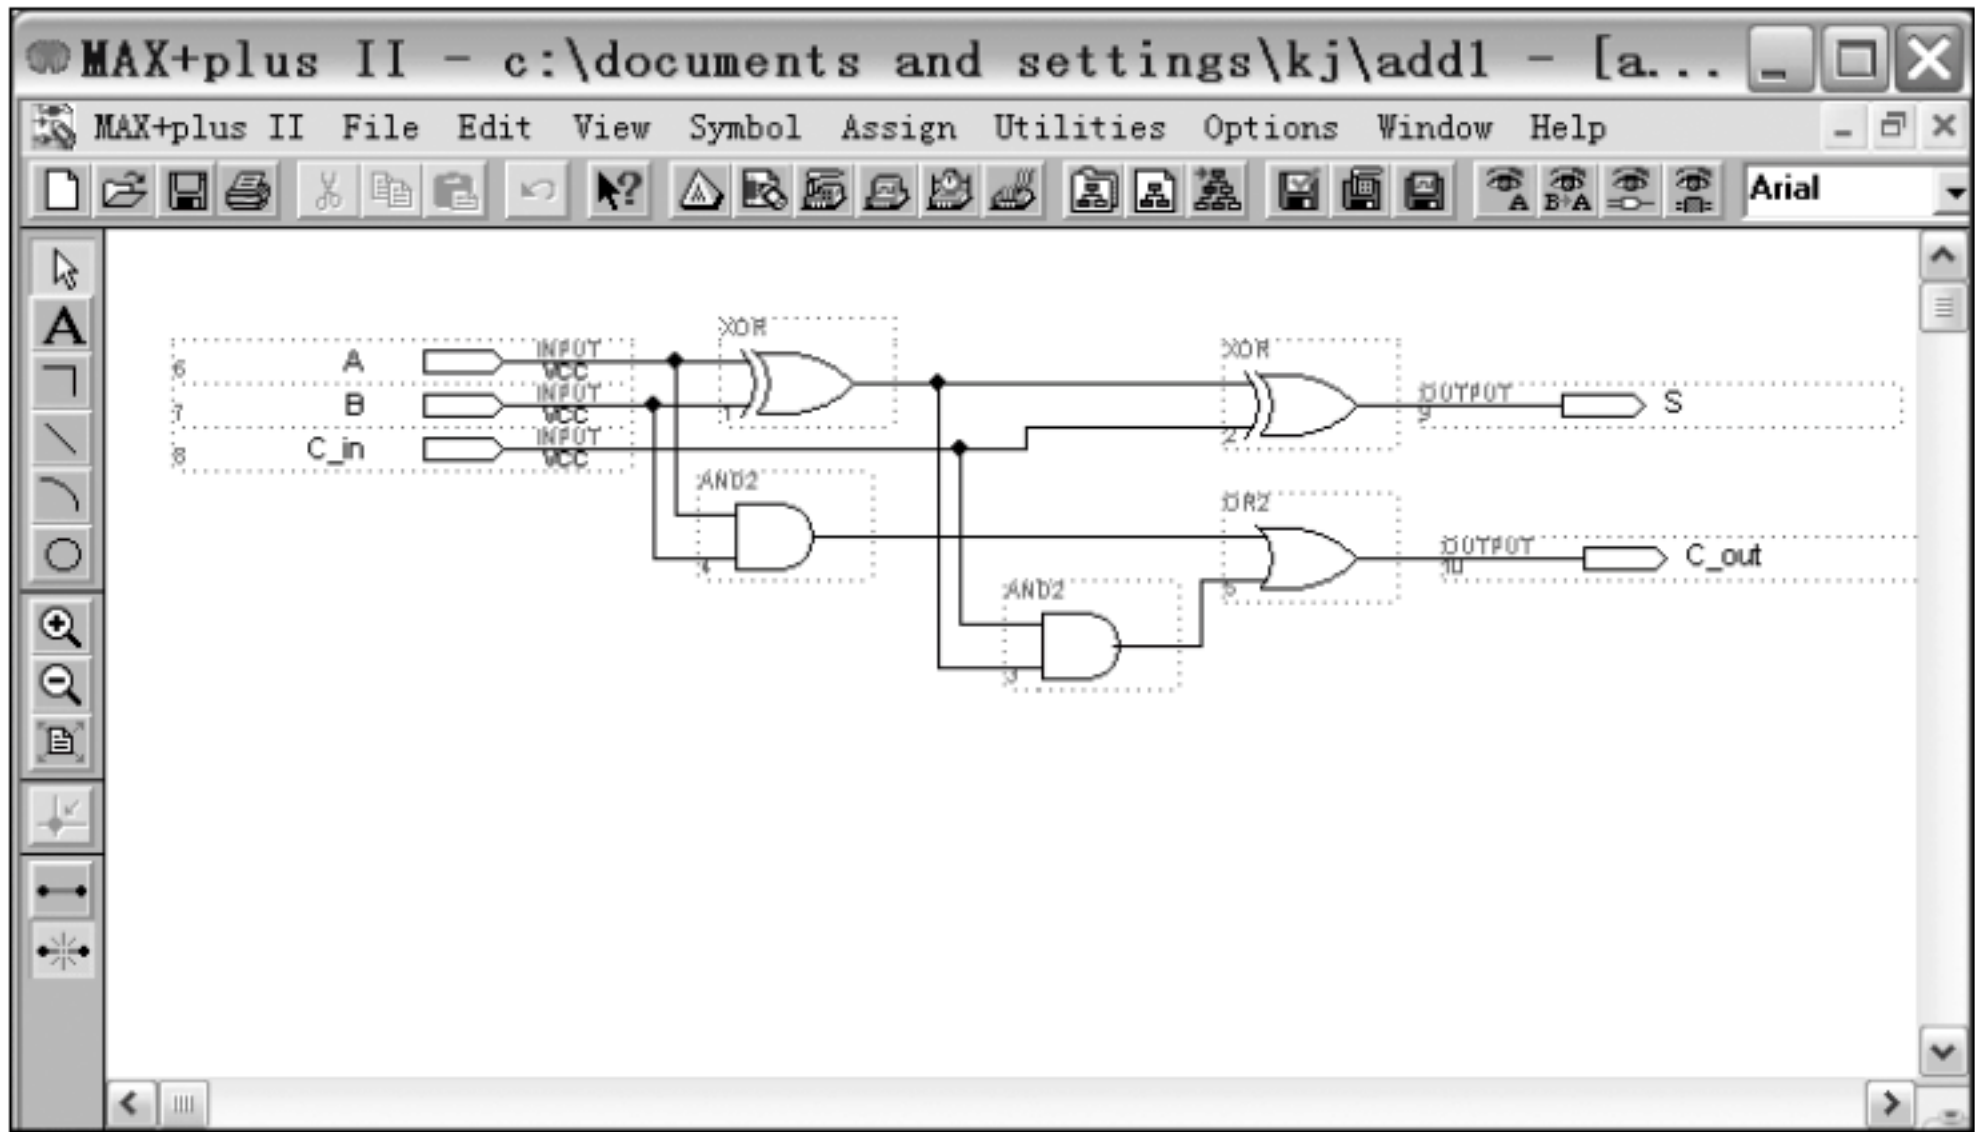 MAX+plus II - c:\documents and settings\kj\add1 - [a...
MAX+plus II File Edit View Symbol Assign Utilities Options Window Help
A B→A Arial
A
XOR
XOR
6 A INPUT VCC
7 B INPUT VCC
8 C_in INPUT VCC
1
2
OUTPUT 9 S
AND2
4
OR2
5
OUTPUT 10 C_out
AND2
3